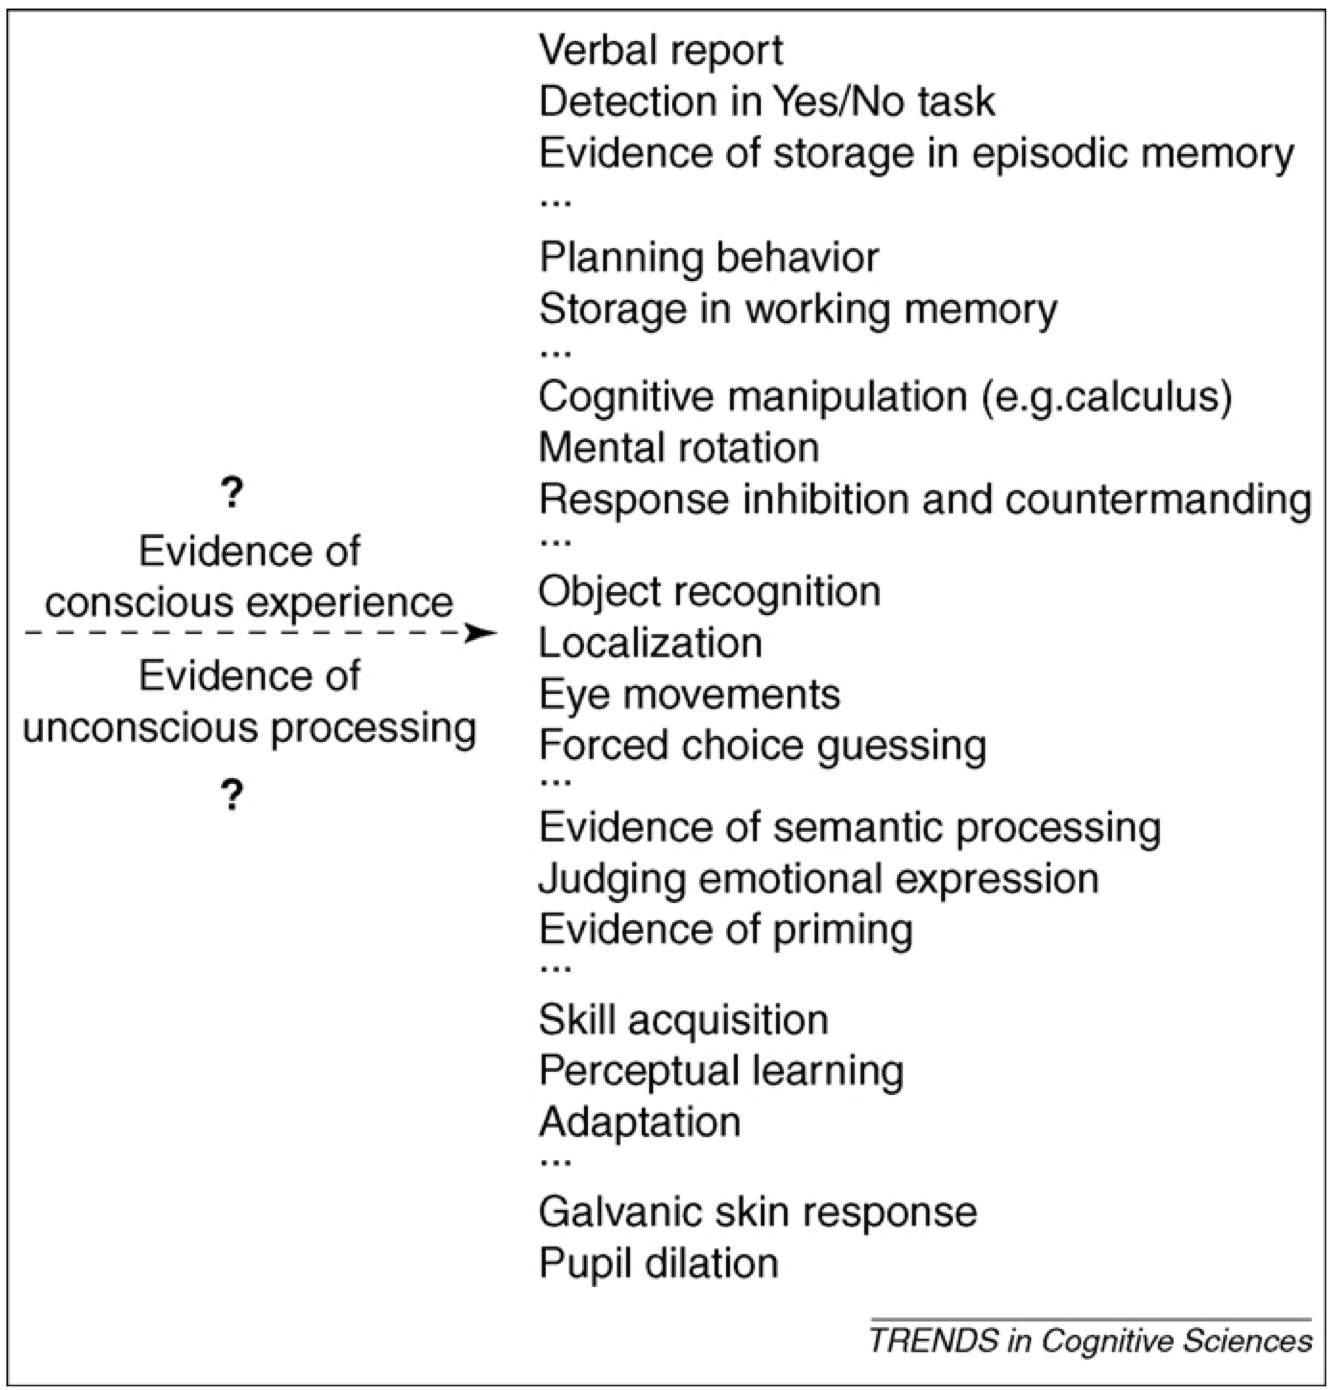 Verbal report
Detection in Yes/No task
Evidence of storage in episodic memory
...
Planning behavior
Storage in working memory
...
Cognitive manipulation (e.g.calculus)
Mental rotation
Response inhibition and countermanding
...
?
Evidence of
conscious experience
Evidence of
unconscious processing
?
Object recognition
Localization
Eye movements
Forced choice guessing
...
Evidence of semantic processing
Judging emotional expression
Evidence of priming
...
Skill acquisition
Perceptual learning
Adaptation
...
Galvanic skin response
Pupil dilation
TRENDS in Cognitive Sciences